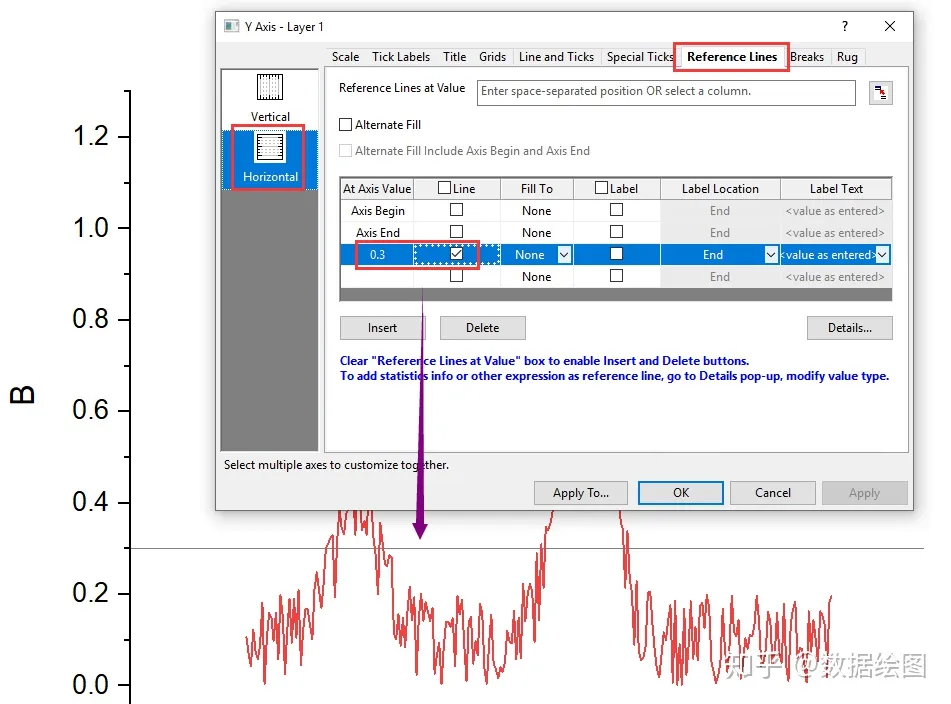 Y Axis - Layer 1
?
Scale Tick Labels Title Grids Line and Ticks Special Ticks Reference Lines Breaks Rug
Vertical
Horizontal
Reference Lines at Value Enter space-separated position OR select a column.
Alternate Fill
Alternate Fill Include Axis Begin and Axis End
At Axis Value Line Fill To Label Label Location Label Text
Axis Begin None End <value as entered>
Axis End None End <value as entered>
0.3 None End <value as entered>
None End <value as entered>
Insert Delete Details...
Clear "Reference Lines at Value" box to enable Insert and Delete buttons.
To add statistics info or other expression as reference line, go to Details pop-up, modify value type.
Select multiple axes to customize together.
Apply To... OK Cancel Apply
1.2
1.0
0.8
0.6
0.4
0.2
0.0
B
知乎 @数据绘图